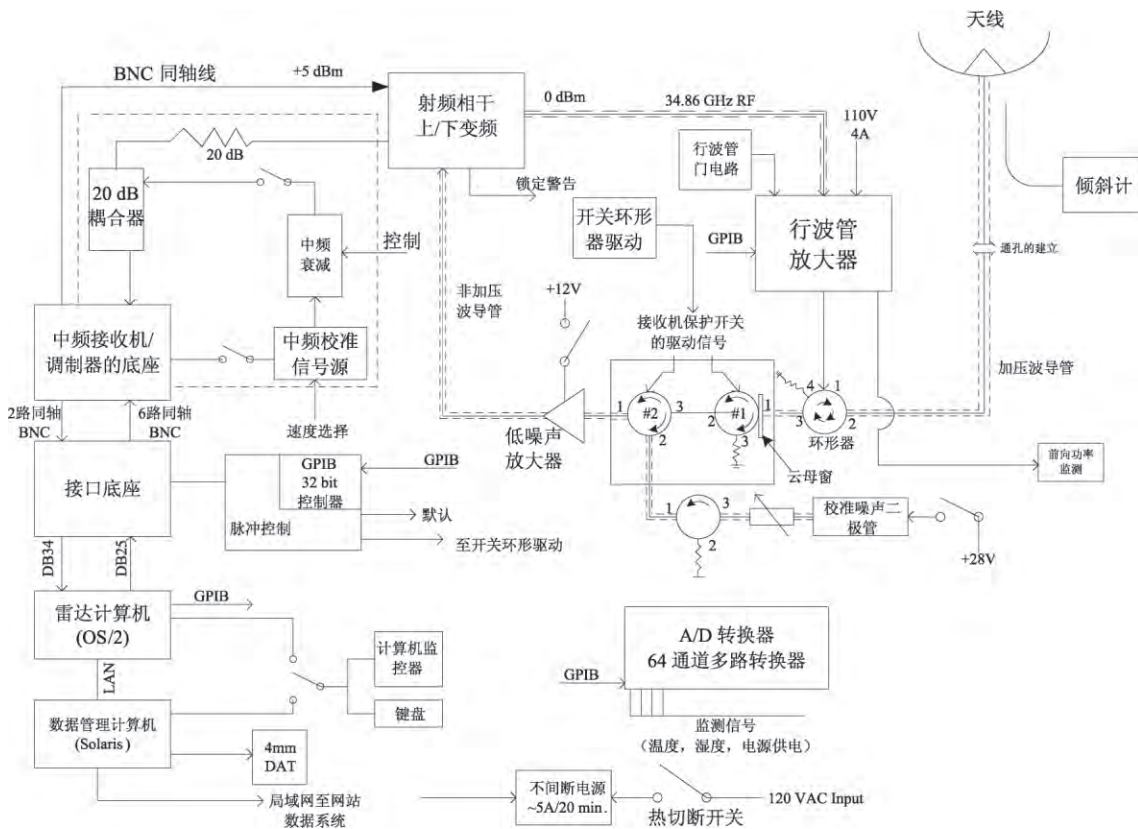 天线
BNC 同轴线
+5 dBm
射频相干
上/下变频
0 dBm
34.86 GHz RF
110V
4A
20 dB
行波管
门电路
锁定警告
倾斜计
20 dB
耦合器
开关环形
器驱动
GPIB
行波管
放大器
通孔的建立
中频
衰减
控制
非加压
波导管
+12V
接收机保护开关
的驱动信号
中频接收机/
调制器的底座
中频校准
信号源
加压波导管
4
1
1
#2
3
2
#1
1
3
2
2
3
环形器
2路同轴
BNC
6路同轴
BNC
速度选择
低噪声
放大器
云母窗
前向功率
监测
接口底座
GPIB
32 bit
控制器
GPIB
脉冲控制
默认
至开关环形驱动
1
3
2
校准噪声二
极管
+28V
DB34
DB25
雷达计算机
(OS/2)
GPIB
A/D 转换器
64 通道多路转换器
计算机监
控器
GPIB
LAN
键盘
数据管理计算机
(Solaris)
监测信号
(温度，湿度，电源供电)
4mm
DAT
局域网至网站
数据系统
不间断电源
~5A/20 min.
120 VAC Input
热切断开关